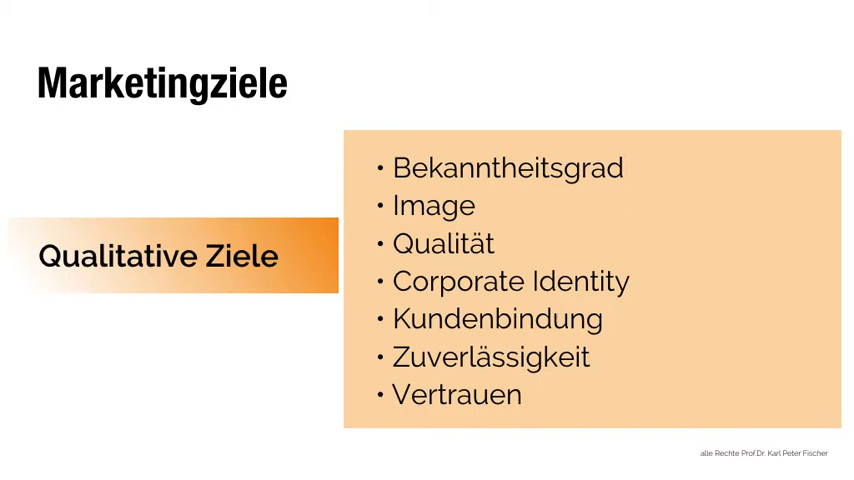 Marketingziele
Qualitative Ziele
• Bekanntheitsgrad
• Image
• Qualität
• Corporate Identity
• Kundenbindung
• Zuverlässigkeit
• Vertrauen
alle Rechte Prof.Dr. Karl Peter Fischer